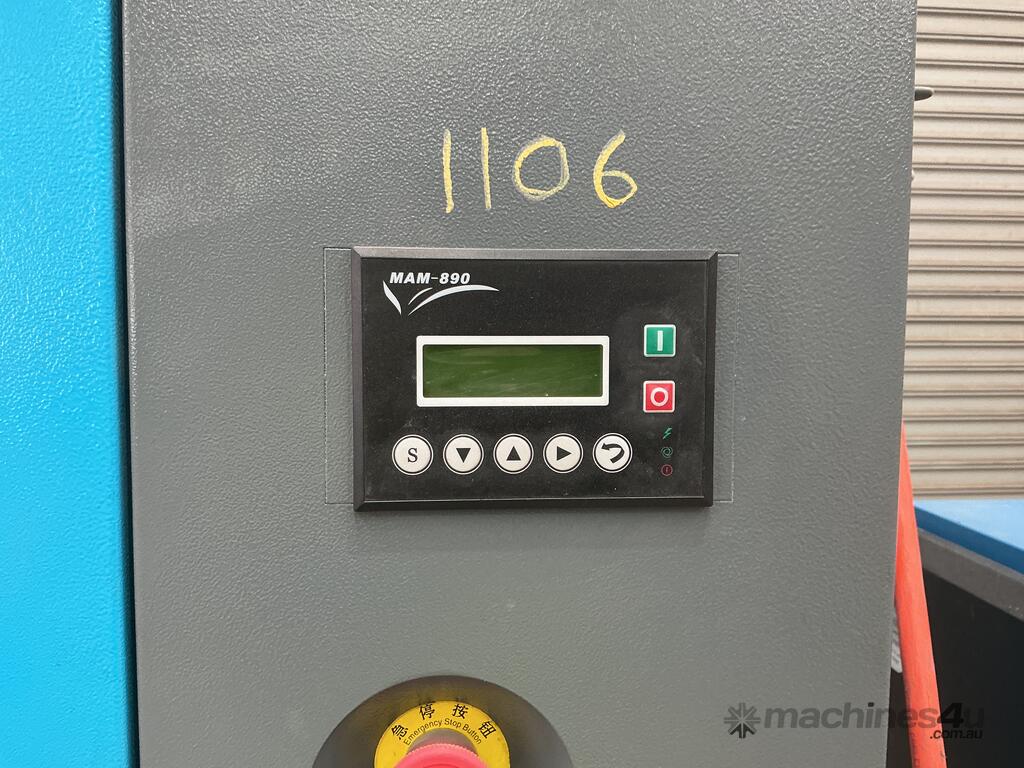 1106
MAM-890
S
急停按钮
Emergency Stop Button
machines4u
.com.au